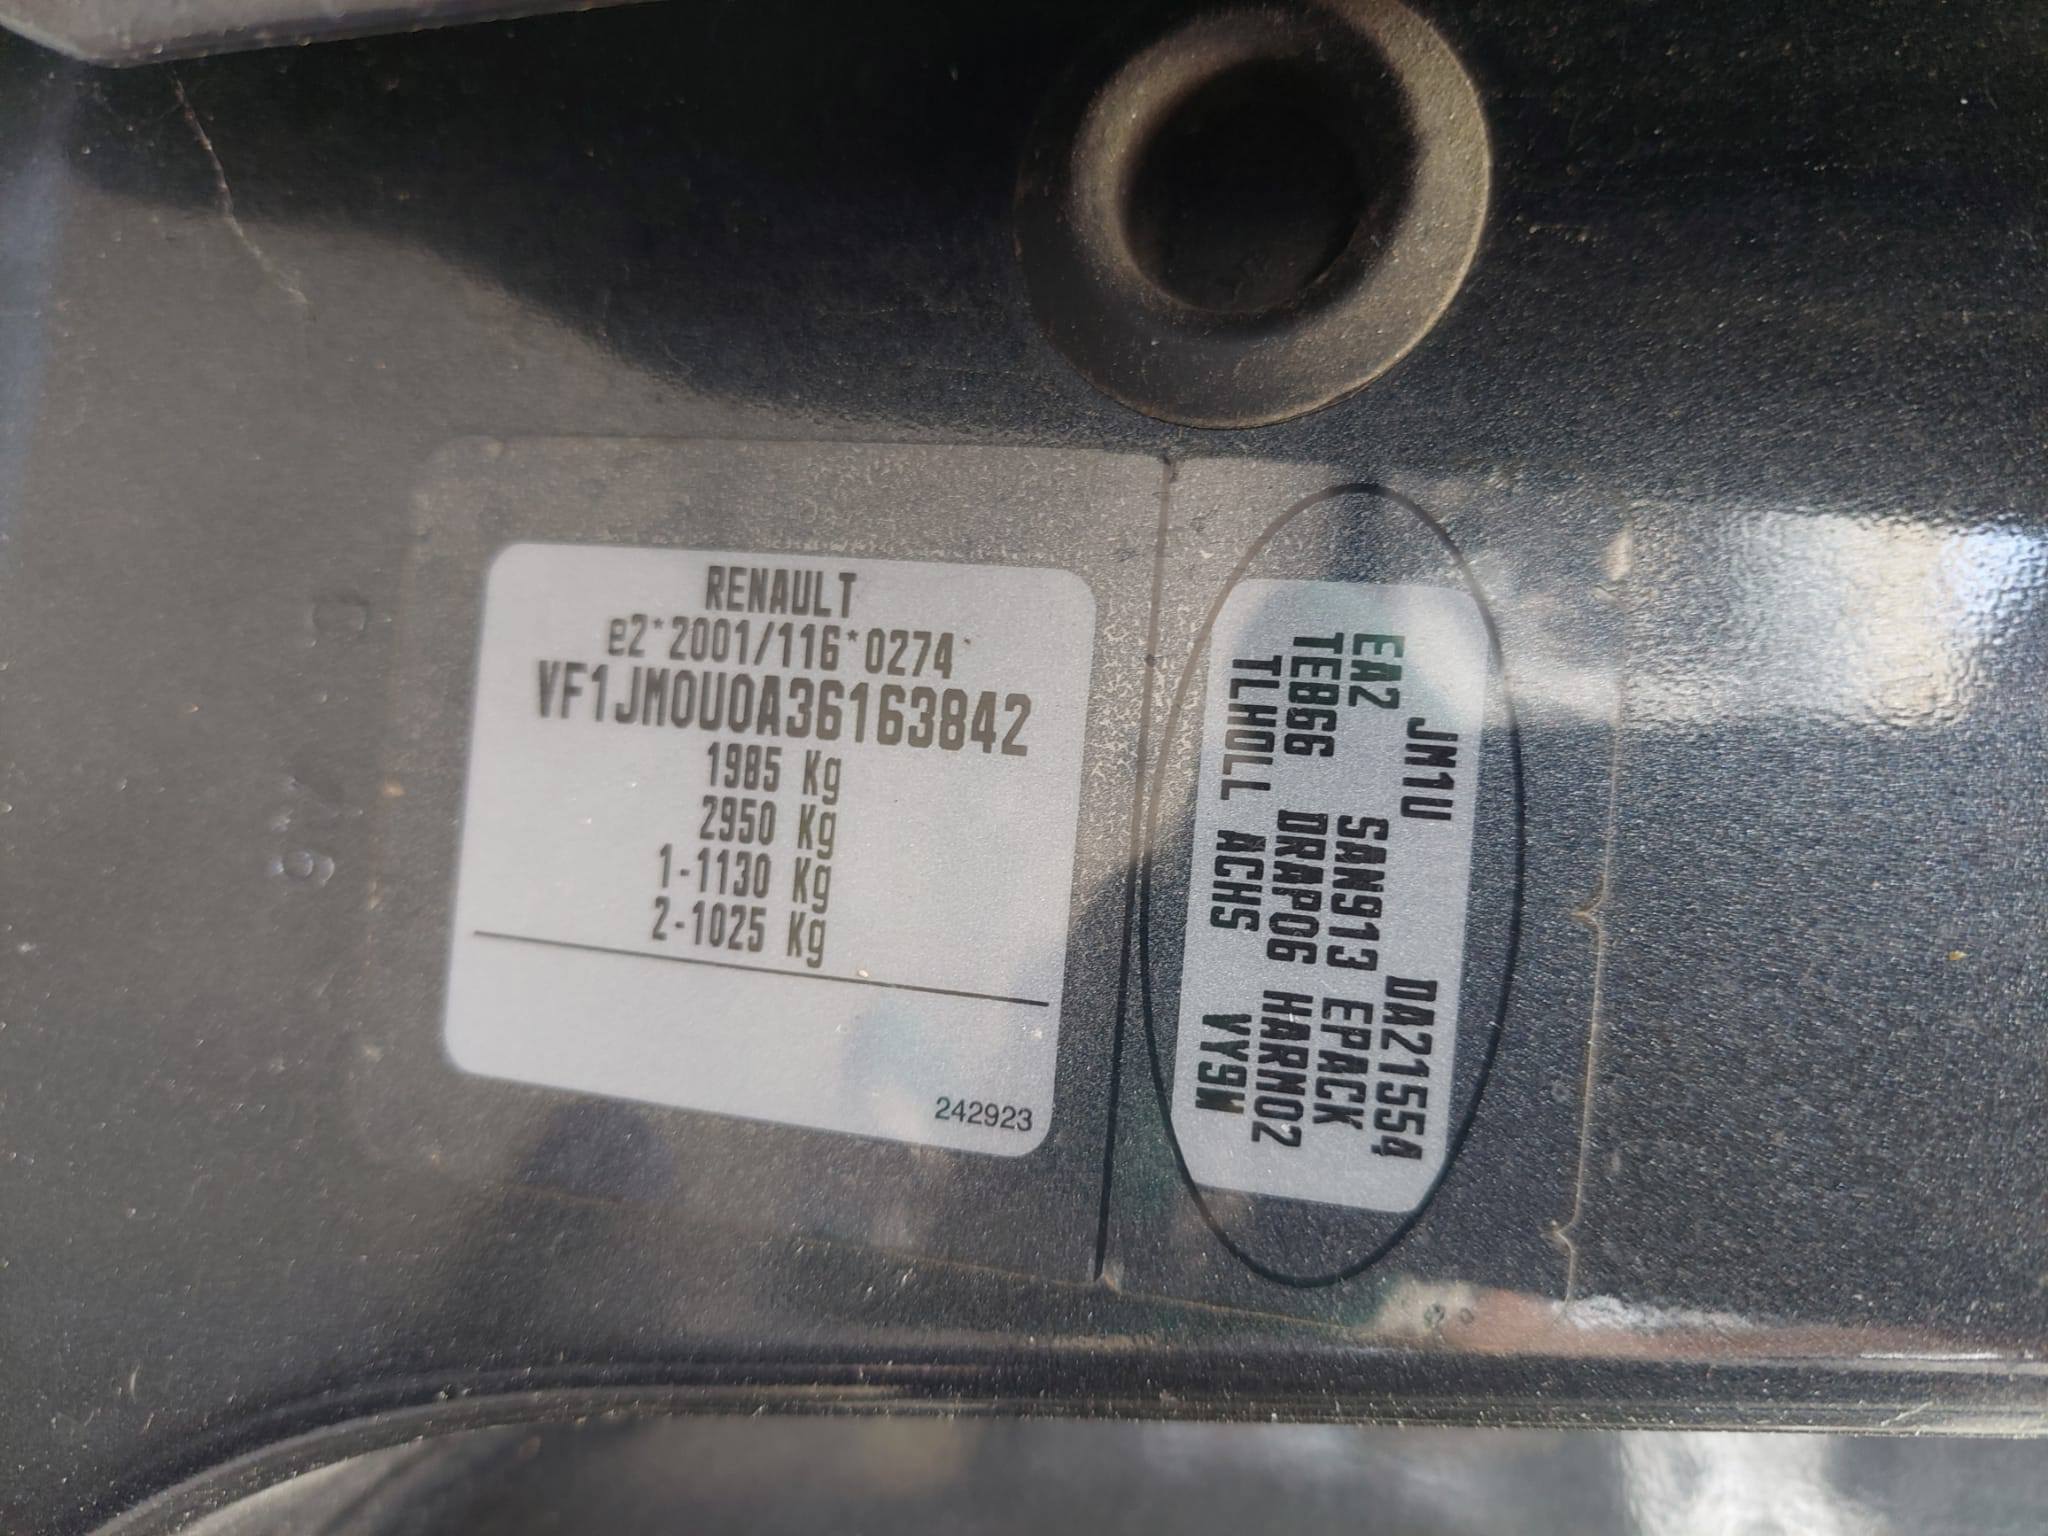 RENAULT
e2*2001/116*0274
VF1JM0U0A36163842
1985 Kg
2950 Kg
1-1130 Kg
2-1025 Kg
242923
JM1U DA21554
EA2 SAN913 EPACK
TEB66 DRAP06 HARM02
TLHOLL ACHS VY9W